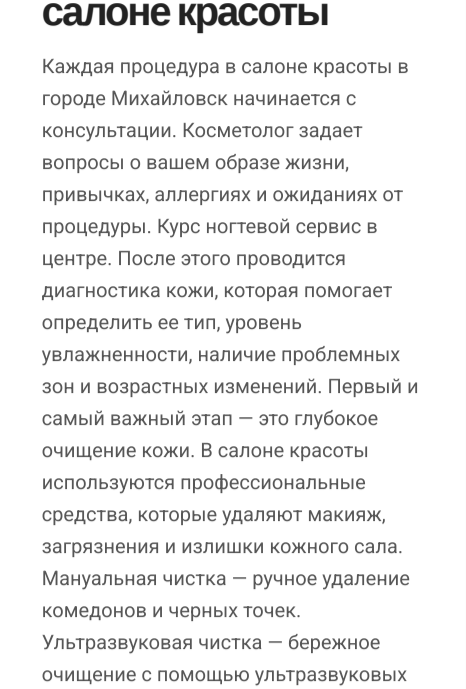 салоне красоты
Каждая процедура в салоне красоты в
городе Михайловск начинается с
консультации. Косметолог задает
вопросы о вашем образе жизни,
привычках, аллергиях и ожиданиях от
процедуры. Курс ногтевой сервис в
центре. После этого проводится
диагностика кожи, которая помогает
определить ее тип, уровень
увлажненности, наличие проблемных
зон и возрастных изменений. Первый и
самый важный этап — это глубокое
очищение кожи. В салоне красоты
используются профессиональные
средства, которые удаляют макияж,
загрязнения и излишки кожного сала.
Мануальная чистка — ручное удаление
комедонов и черных точек.
Ультразвуковая чистка — бережное
очищение с помощью ультразвуковых